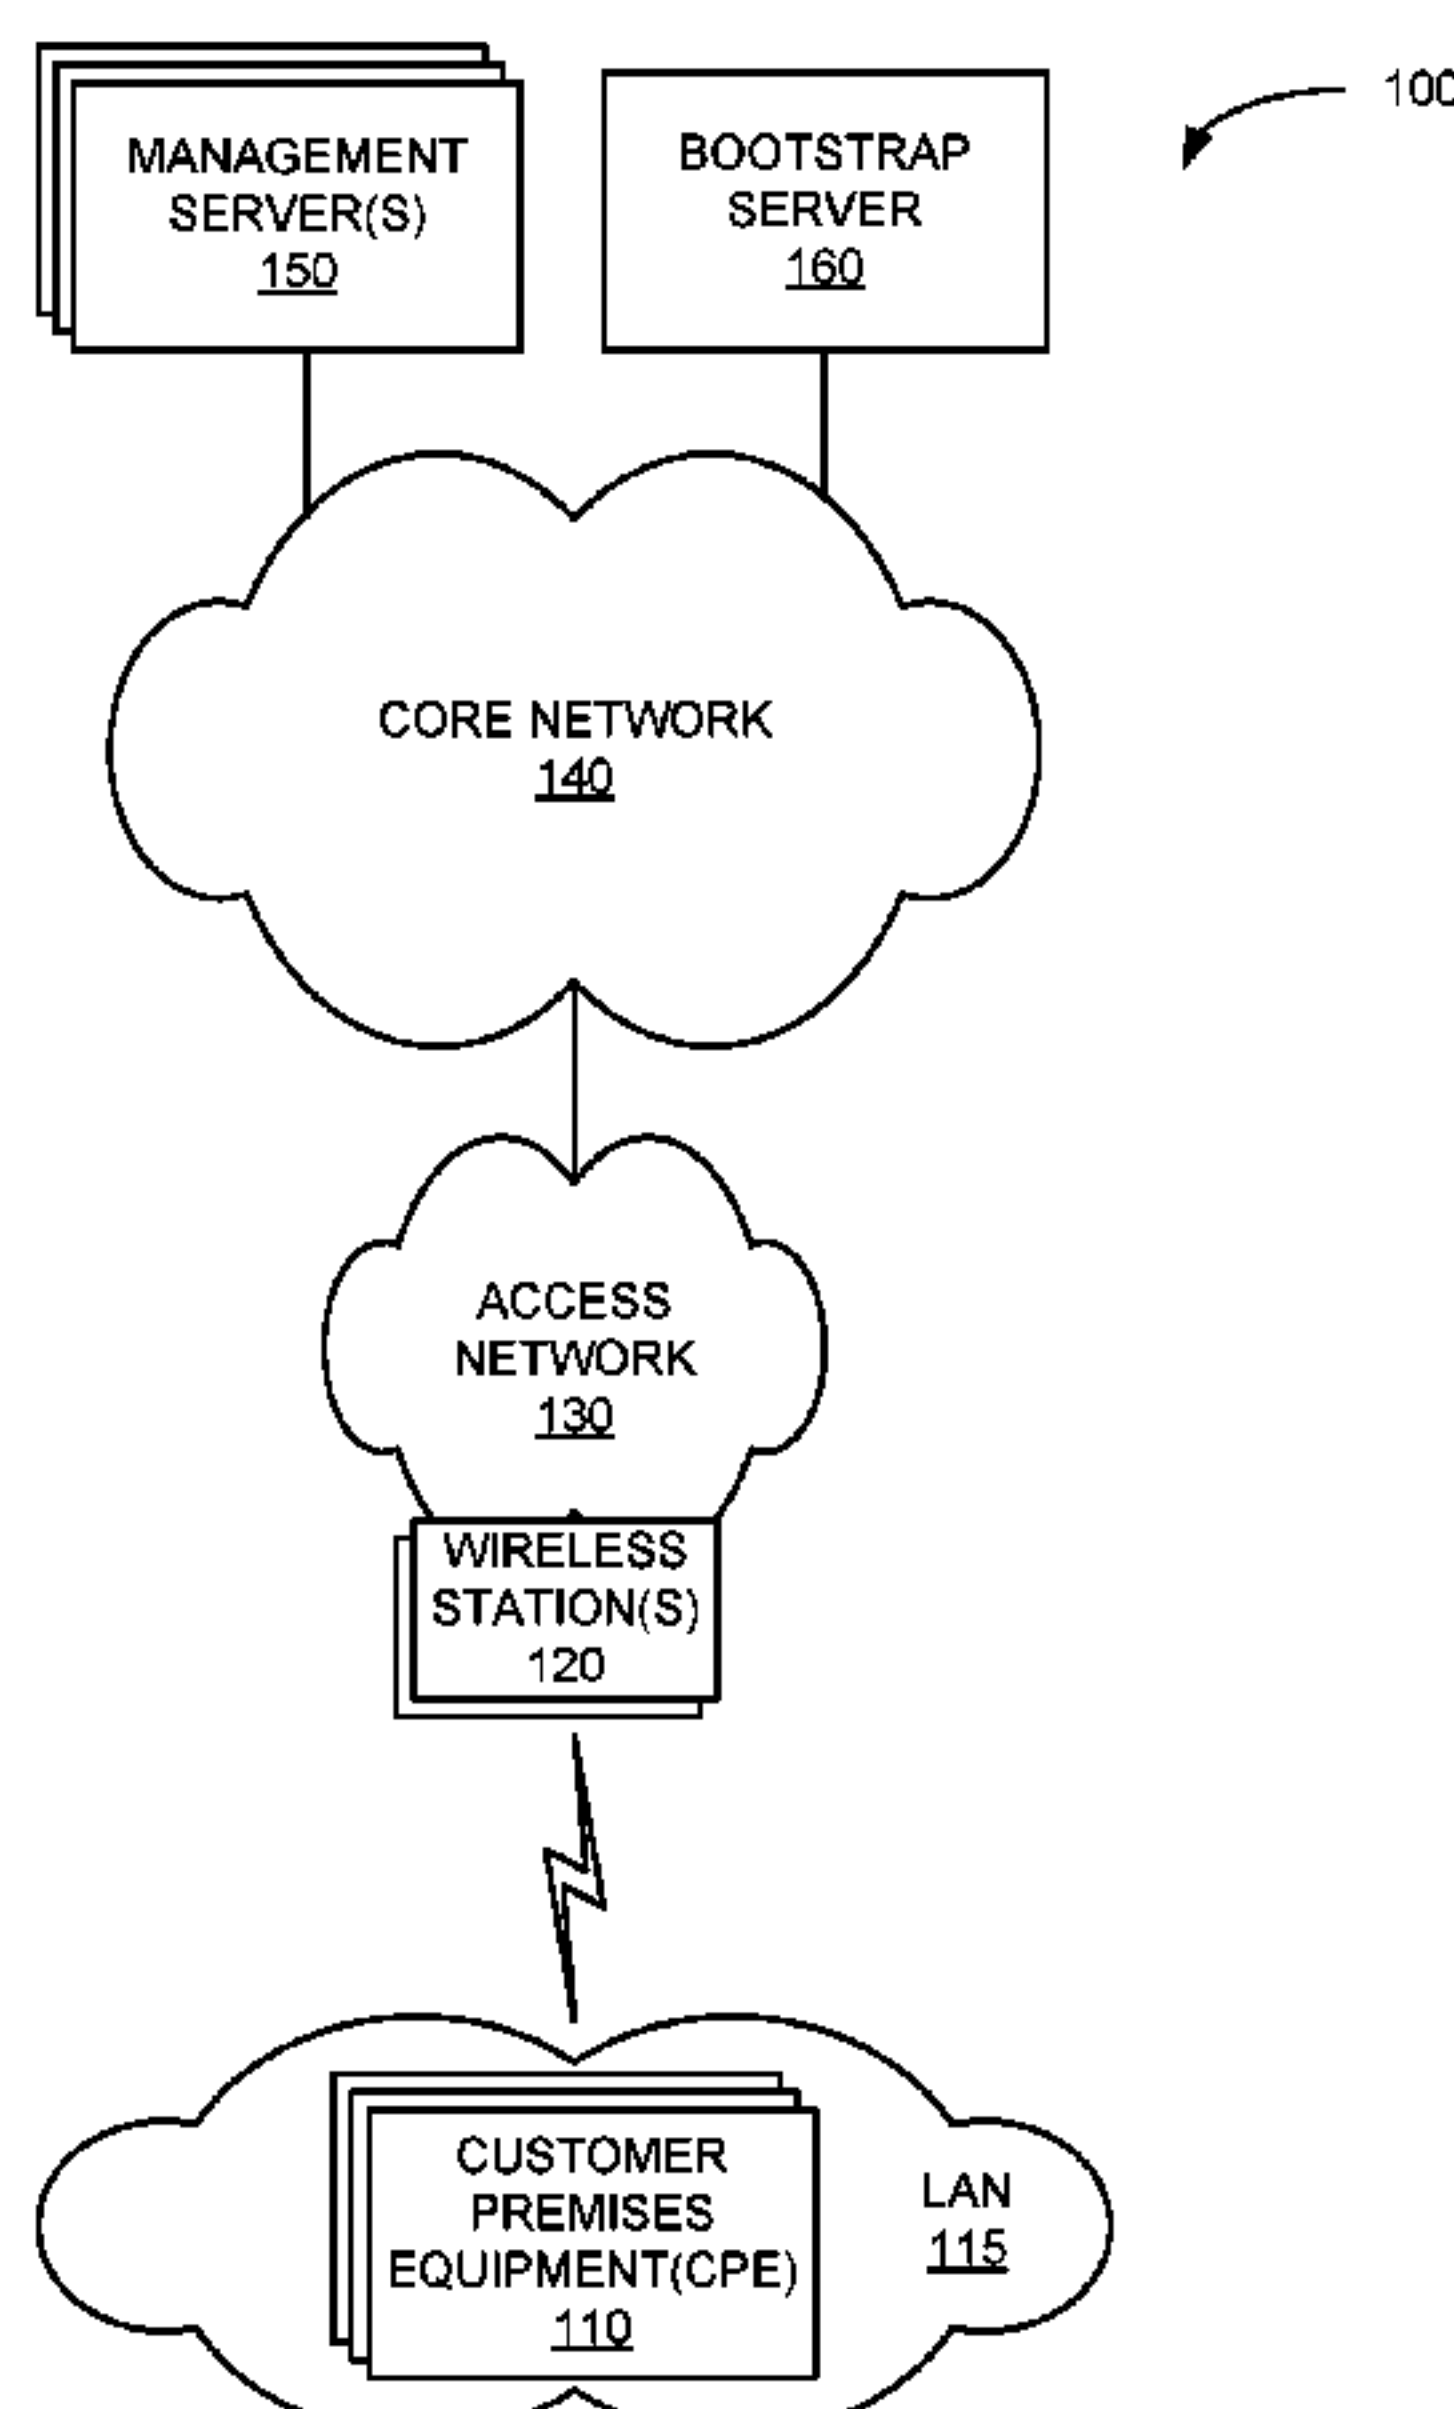 MANAGEMENT
SERVER(S)
150
BOOTSTRAP
SERVER
160
100
CORE NETWORK
140
ACCESS
NETWORK
130
WIRELESS
STATION(S)
120
CUSTOMER
PREMISES
EQUIPMENT(CPE)
110
LAN
115